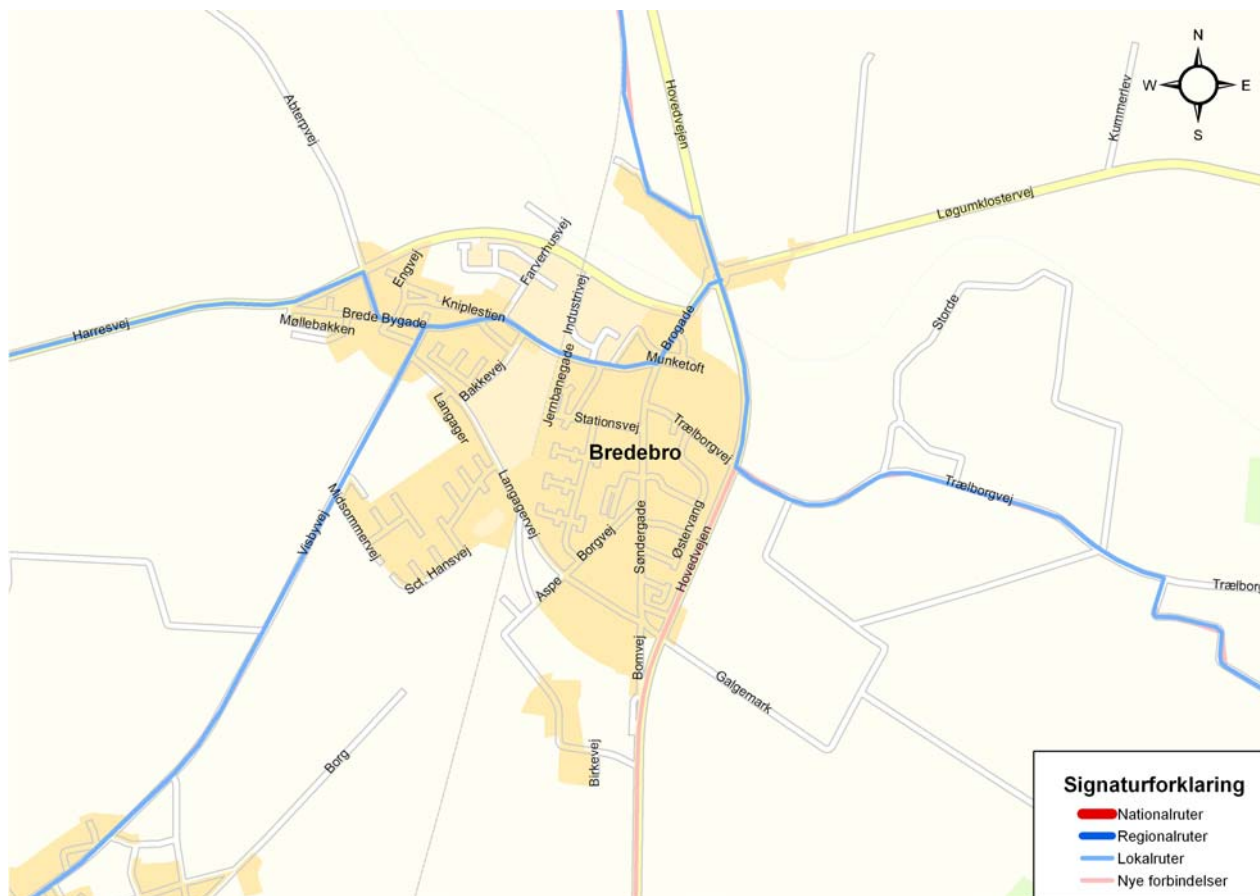 N
W
E
S
Abterpvej
Hovedvejen
Kummerlev
Løgumklostervej
Engvej
Farverhusvej
Industrivej
Storde
Harresvej
Møllebakken
Brede Bygade
Kniplestien
Brogade
Munketoft
Bakkevej
Jernbanegade
Langager
Stationsvej
Trælborgvej
Bredebro
Trælborgvej
Visbyvej
Midsommervej
Langagervej
Borgvej
Søndergade
Østervang
Hovedvejen
Sct. Hansvej
Aspe
Trælborg
Bomvej
Galgemark
Borg
Birkevej
Signaturforklaring
Nationalruter
Regionalruter
Lokalruter
Nye forbindelser